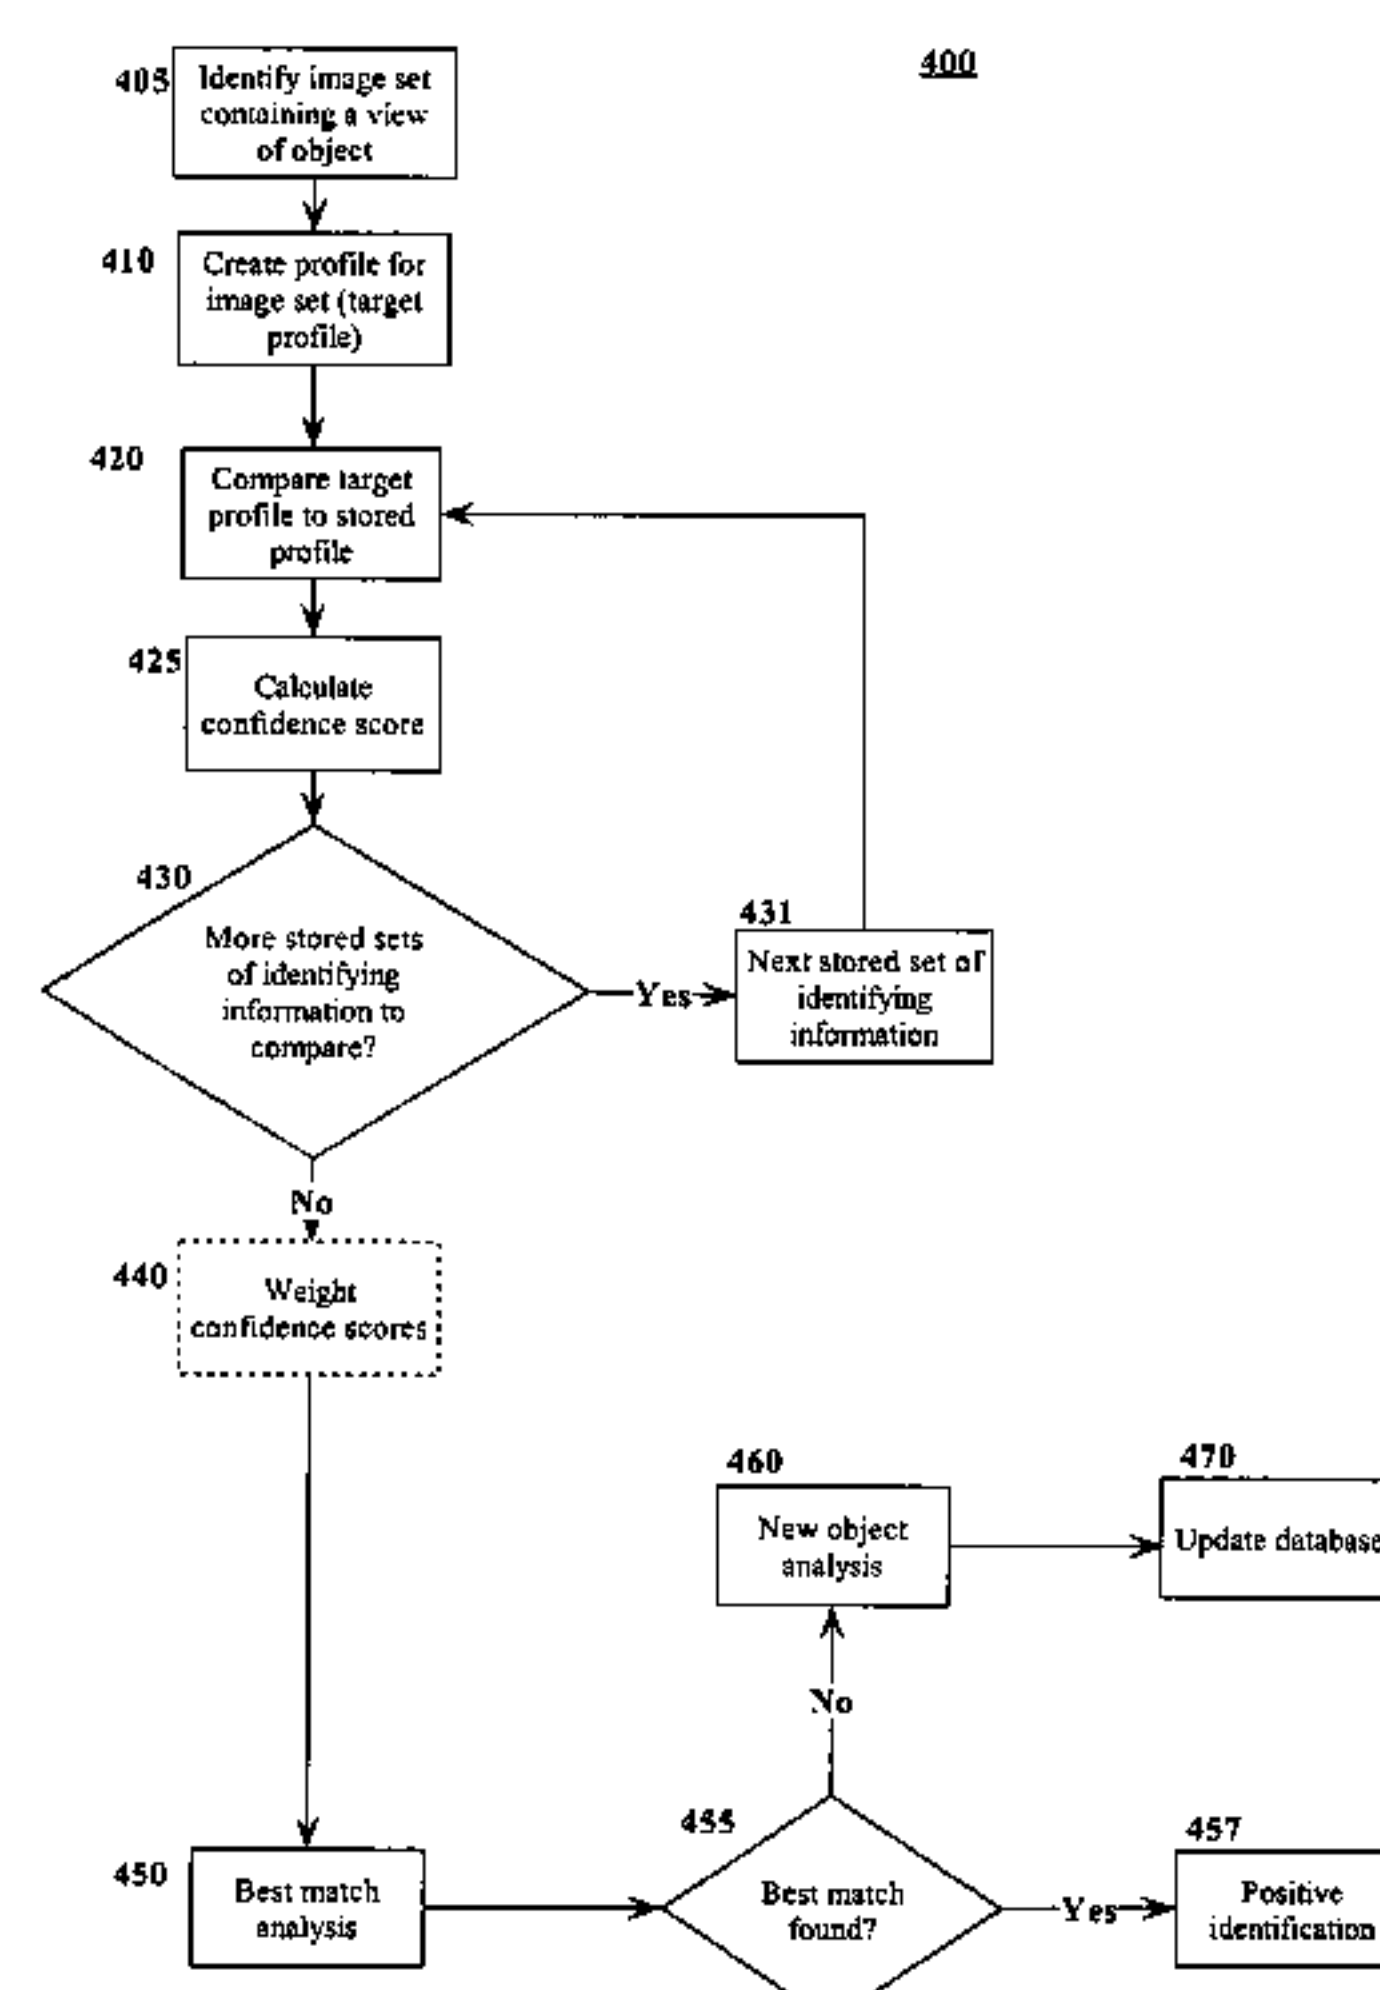 400
405
Identify image set
containing a view
of object
410
Create profile for
image set (target
profile)
420
Compare target
profile to stored
profile
425
Calculate
confidence score
430
More stored sets
of identifying
information to
compare?
Yes
431
Next stored set of
identifying
information
No
440
Weight
confidence scores
460
New object
analysis
470
Update database
No
450
Best match
analysis
455
Best match
found?
Yes
457
Positive
identification